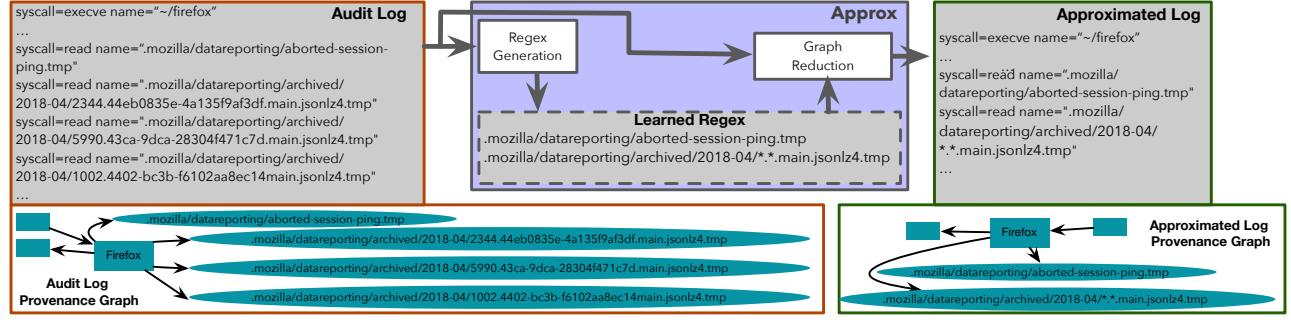 Audit Log
syscall=execve name="~/firefox"
...
syscall=read name=".mozilla/datareporting/aborted-session-
ping.tmp"
syscall=read name=".mozilla/datareporting/archived/
2018-04/2344.44eb0835e-4a135f9af3df.main.jsonlz4.tmp"
syscall=read name=".mozilla/datareporting/archived/
2018-04/5990.43ca-9dca-28304f471c7d.main.jsonlz4.tmp"
syscall=read name=".mozilla/datareporting/archived/
2018-04/1002.4402-bc3b-f6102aa8ec14main.jsonlz4.tmp"
...
Approx
Regex
Generation
Graph
Reduction
Learned Regex
.mozilla/datareporting/aborted-session-ping.tmp
.mozilla/datareporting/archived/2018-04/*.*.main.jsonlz4.tmp
Approximated Log
syscall=execve name="~/firefox"
...
syscall=read name=".mozilla/
datareporting/aborted-session-ping.tmp"
syscall=read name=".mozilla/
datareporting/archived/2018-04/
*.*.main.jsonlz4.tmp"
...
.mozilla/datareporting/aborted-session-ping.tmp
.mozilla/datareporting/archived/2018-04/2344.44eb0835e-4a135f9af3df.main.jsonlz4.tmp
Firefox
.mozilla/datareporting/archived/2018-04/5990.43ca-9dca-28304f471c7d.main.jsonlz4.tmp
Audit Log
Provenance Graph
.mozilla/datareporting/archived/2018-04/1002.4402-bc3b-f6102aa8ec14main.jsonlz4.tmp
Firefox
Approximated Log
Provenance Graph
.mozilla/datareporting/aborted-session-ping.tmp
.mozilla/datareporting/archived/2018-04/*.*.main.jsonlz4.tmp